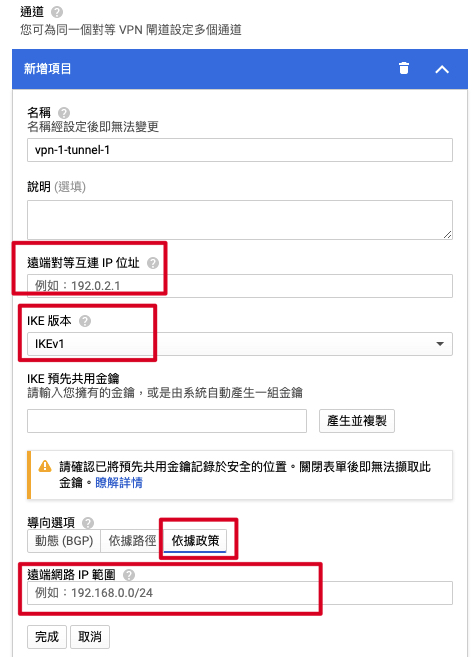 通道
您可為同一個對等 VPN 閘道設定多個通道
新增項目
名稱
名稱經設定後即無法變更
vpn-1-tunnel-1
說明 (選填)
遠端對等互連 IP 位址
例如：192.0.2.1
IKE 版本
IKEv1
IKE 預先共用金鑰
請輸入您擁有的金鑰，或是由系統自動產生一組金鑰
產生並複製
請確認已將預先共用金鑰記錄於安全的位置。關閉表單後即無法擷取此
金鑰。瞭解詳情
導向選項
動態 (BGP) 依據路徑 依據政策
遠端網路 IP 範圍
例如：192.168.0.0/24
完成 取消